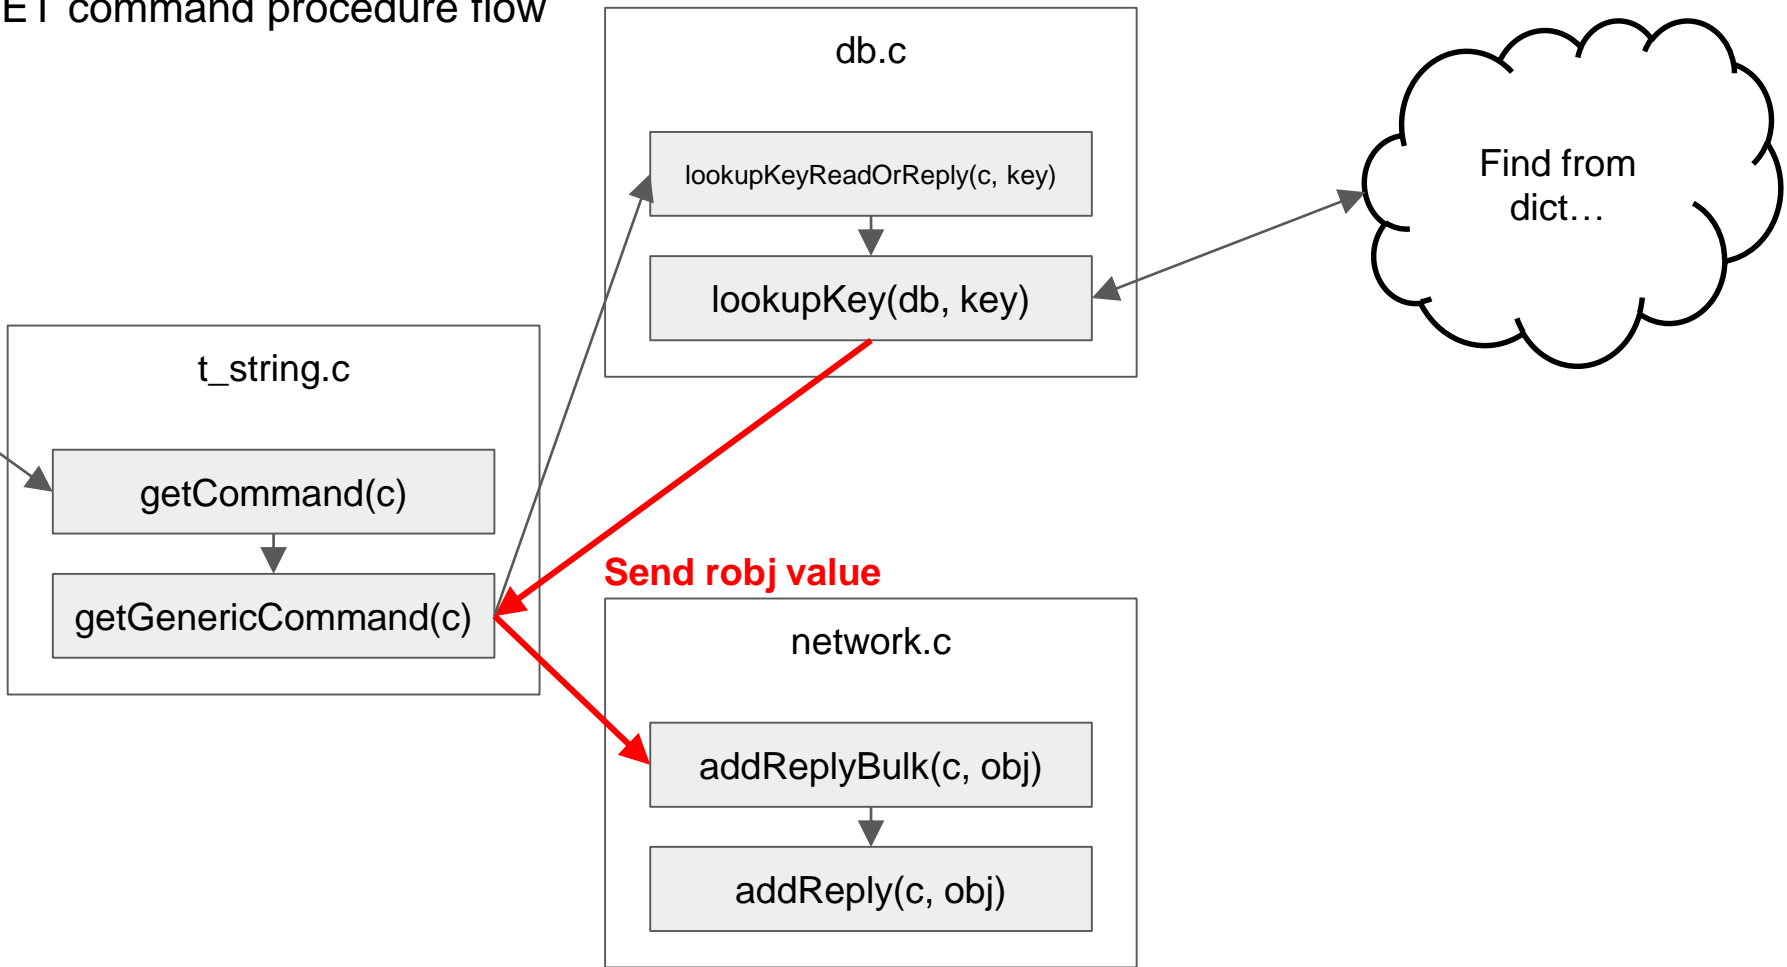 ET command procedure flow
db.c
lookupKeyReadOrReply(c, key)
lookupKey(db, key)
Find from
dict…
t_string.c
getCommand(c)
getGenericCommand(c)
Send robj value
network.c
addReplyBulk(c, obj)
addReply(c, obj)